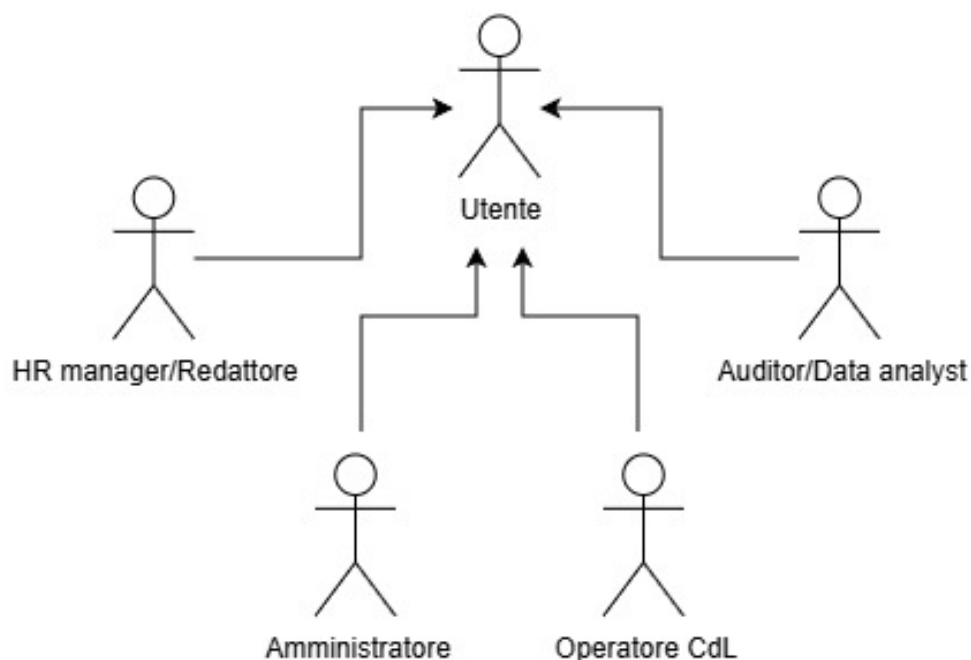 Utente
HR manager/Redattore
Auditor/Data analyst
Amministratore
Operatore CdL